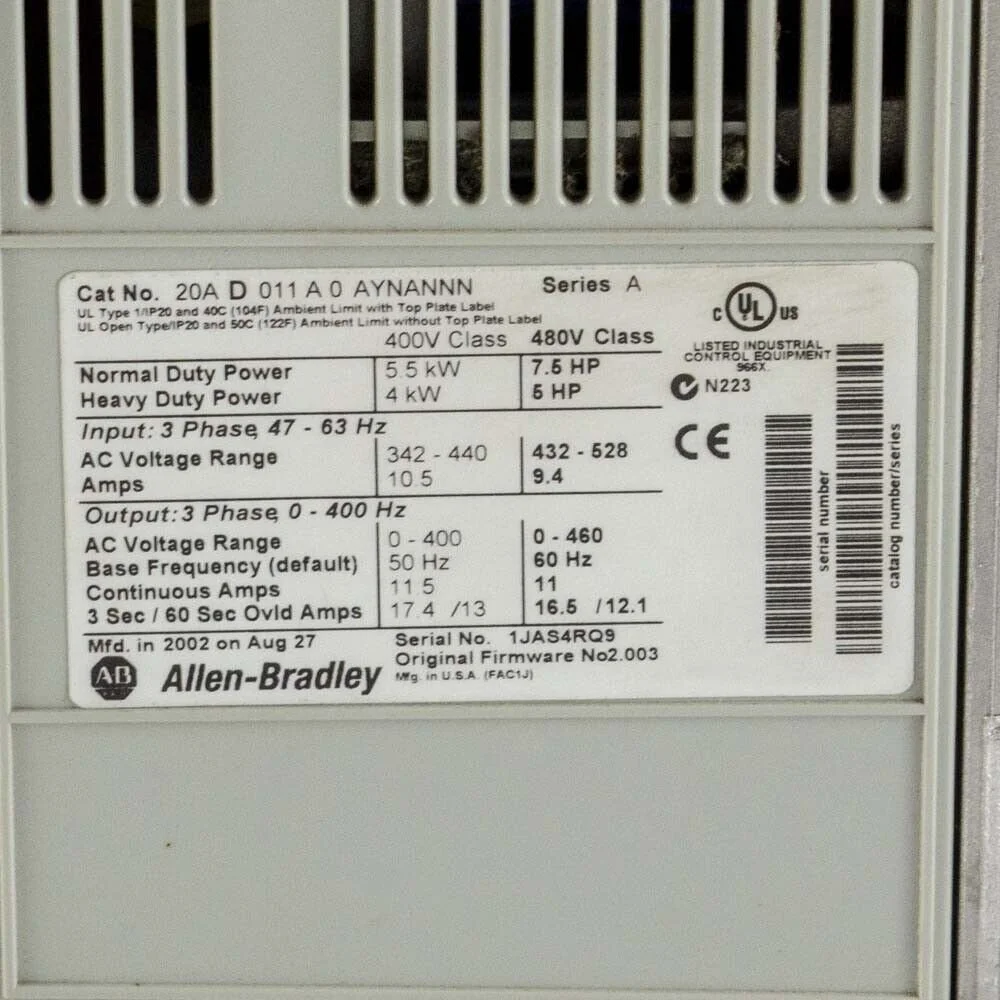 Cat No. 20A D 011 A 0 AYNANNN Series A
UL Type 1/IP20 and 40C (104F) Ambient Limit with Top Plate Label
UL Open Type/IP20 and 50C (122F) Ambient Limit without Top Plate Label
400V Class 480V Class
Normal Duty Power 5.5 kW 7.5 HP
Heavy Duty Power 4 kW 5 HP
Input: 3 Phase, 47 - 63 Hz
AC Voltage Range 342 - 440 432 - 528
Amps 10.5 9.4
Output: 3 Phase, 0 - 400 Hz
AC Voltage Range 0 - 400 0 - 460
Base Frequency (default) 50 Hz 60 Hz
Continuous Amps 11.5 11
3 Sec / 60 Sec Ovld Amps 17.4 /13 16.5 /12.1
Mfd. in 2002 on Aug 27 Serial No. 1JAS4RQ9
Original Firmware No2.003
AB Allen-Bradley Mfg. in U.S.A. (FAC1J)
C UL US
LISTED INDUSTRIAL
CONTROL EQUIPMENT
966X
N223
CE
serial number
catalog number/series